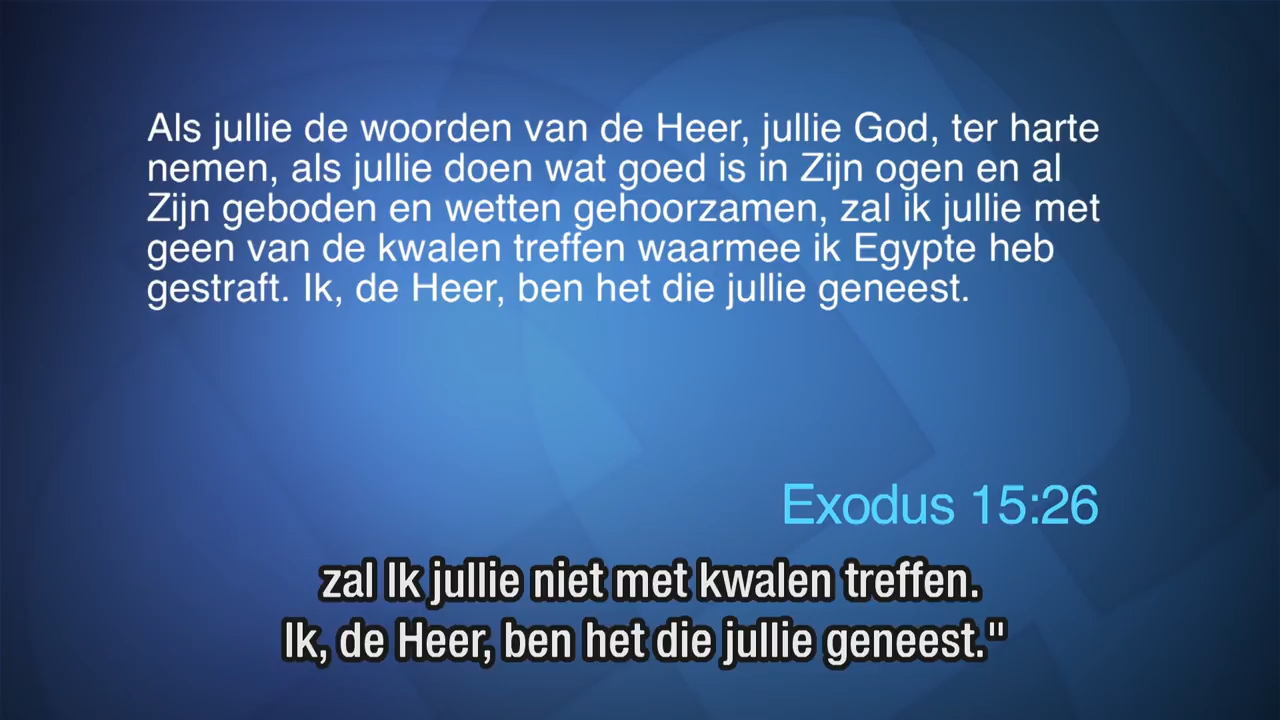 Als jullie de woorden van de Heer, jullie God, ter harte
nemen, als jullie doen wat goed is in Zijn ogen en al
Zijn geboden en wetten gehoorzamen, zal ik jullie met
geen van de kwalen treffen waarmee ik Egypte heb
gestraft. Ik, de Heer, ben het die jullie geneest.
Exodus 15:26
zal Ik jullie niet met kwalen treffen.
Ik, de Heer, ben het die jullie geneest."